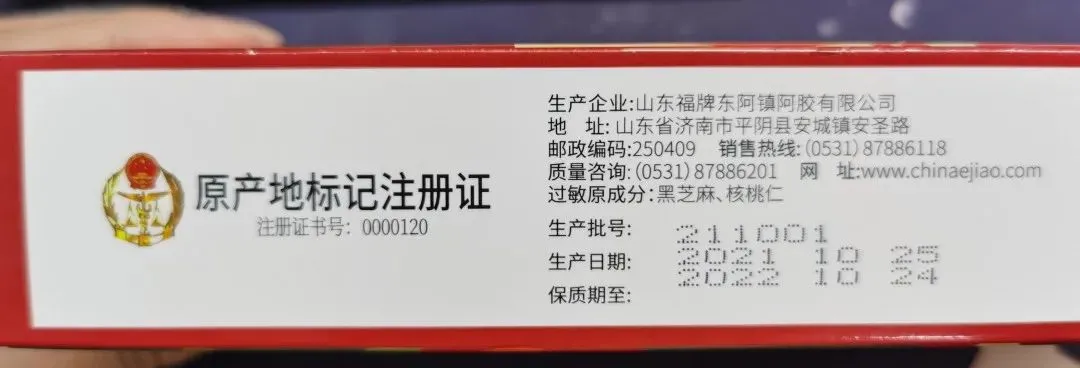 原产地标记注册证
注册证书号：0000120
生产企业:山东福牌东阿镇阿胶有限公司
地　址: 山东省济南市平阴县安城镇安圣路
邮政编码:250409　销售热线:(0531) 87886118
质量咨询:(0531) 87886201　网　址:www.chinaejiao.com
过敏原成分：黑芝麻、核桃仁
生产批号: 211001
生产日期: 2021 10 25
保质期至: 2022 10 24